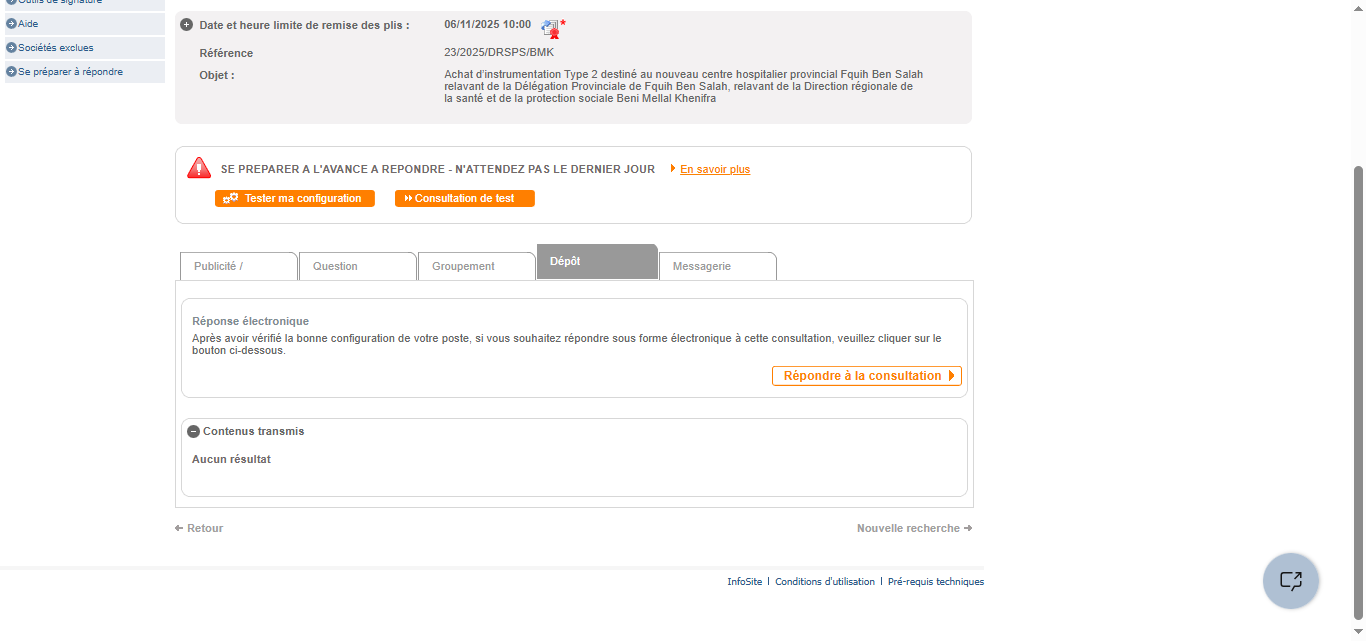 Outils de signature
Aide
Sociétés exclues
Se préparer à répondre
Date et heure limite de remise des plis : 06/11/2025 10:00 *
Référence 23/2025/DRSPS/BMK
Objet : Achat d'instrumentation Type 2 destiné au nouveau centre hospitalier provincial Fquih Ben Salah
relavant de la Délégation Provinciale de Fquih Ben Salah, relavant de la Direction régionale de
la santé et de la protection sociale Beni Mellal Khenifra
SE PREPARER A L'AVANCE A REPONDRE - N'ATTENDEZ PAS LE DERNIER JOUR En savoir plus
Tester ma configuration Consultation de test
Publicité / Question Groupement Dépôt Messagerie
Réponse électronique
Après avoir vérifié la bonne configuration de votre poste, si vous souhaitez répondre sous forme électronique à cette consultation, veuillez cliquer sur le
bouton ci-dessous.
Répondre à la consultation
Contenus transmis
Aucun résultat
Retour Nouvelle recherche
InfoSite | Conditions d'utilisation | Pré-requis techniques